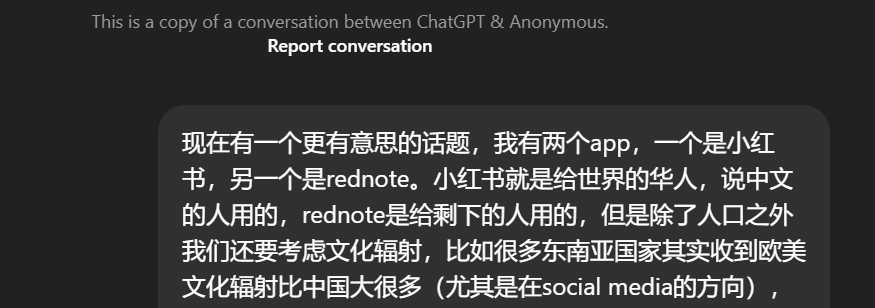 This is a copy of a conversation between ChatGPT & Anonymous.
Report conversation
现在有一个更有意思的话题，我有两个app，一个是小红
书，另一个是rednote。小红书就是给世界的华人，说中文
的人用的，rednote是给剩下的人用的，但是除了人口之外
我们还要考虑文化辐射，比如很多东南亚国家其实收到欧美
文化辐射比中国大很多（尤其是在social media的方向），